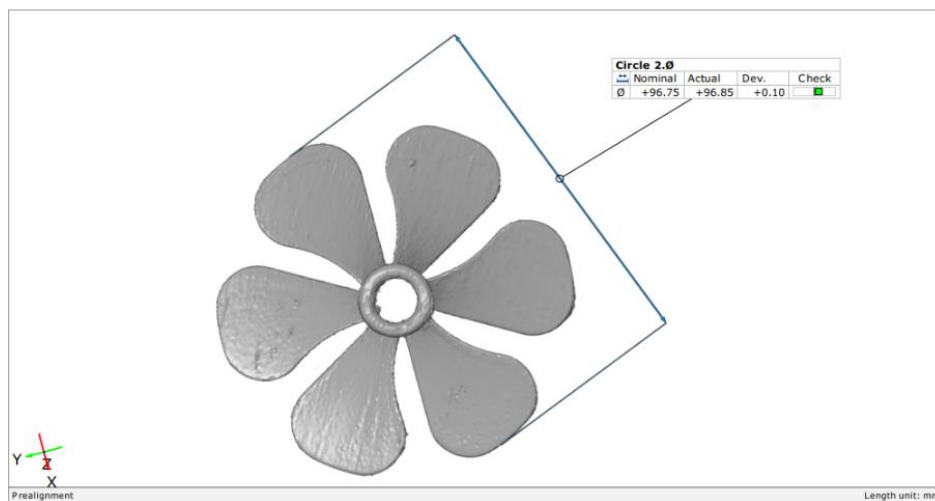 Circle 2.Ø
Nominal Actual Dev. Check
Ø +96.75 +96.85 +0.10
Y
Z
X
Prealignment Length unit: